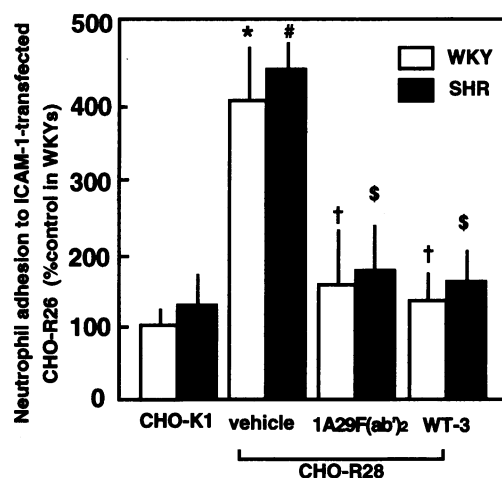 Neutrophil adhesion to ICAM-1-transfected
CHO-R26 (%control in WKYs)
500
400
300
200
100
0
* #
† $
† $
WKY
SHR
CHO-K1 vehicle 1A29F(ab')2 WT-3
CHO-R28